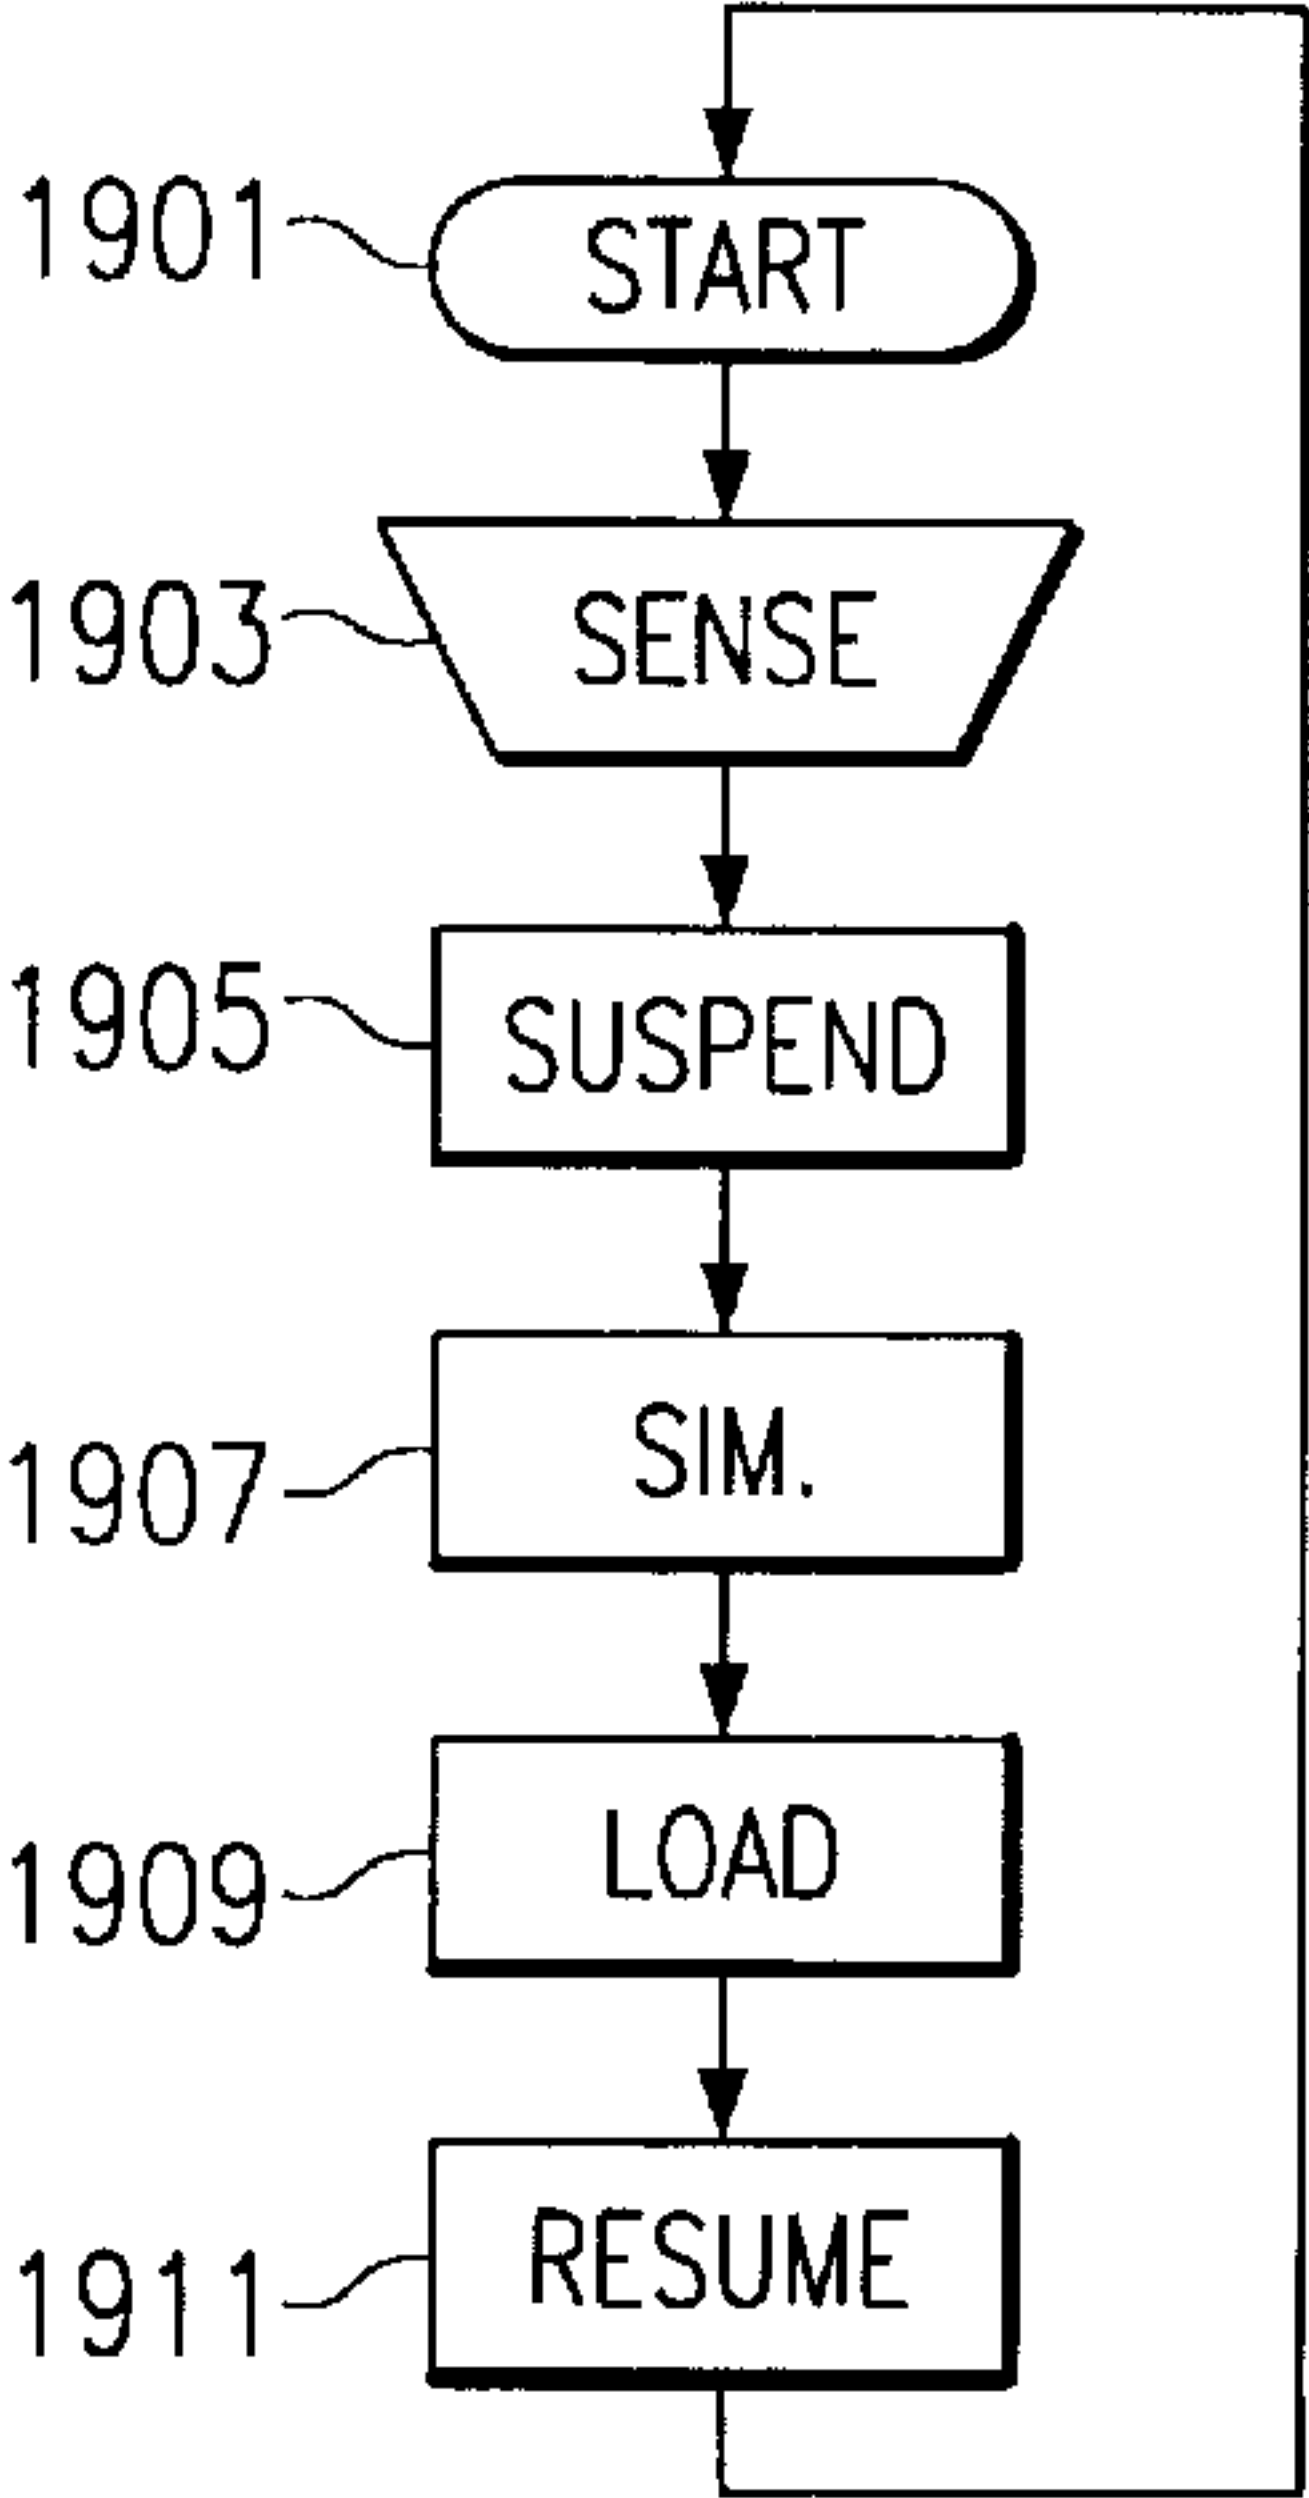 1901
START
1903
SENSE
1905
SUSPEND
1907
SIM.
1909
LOAD
1911
RESUME